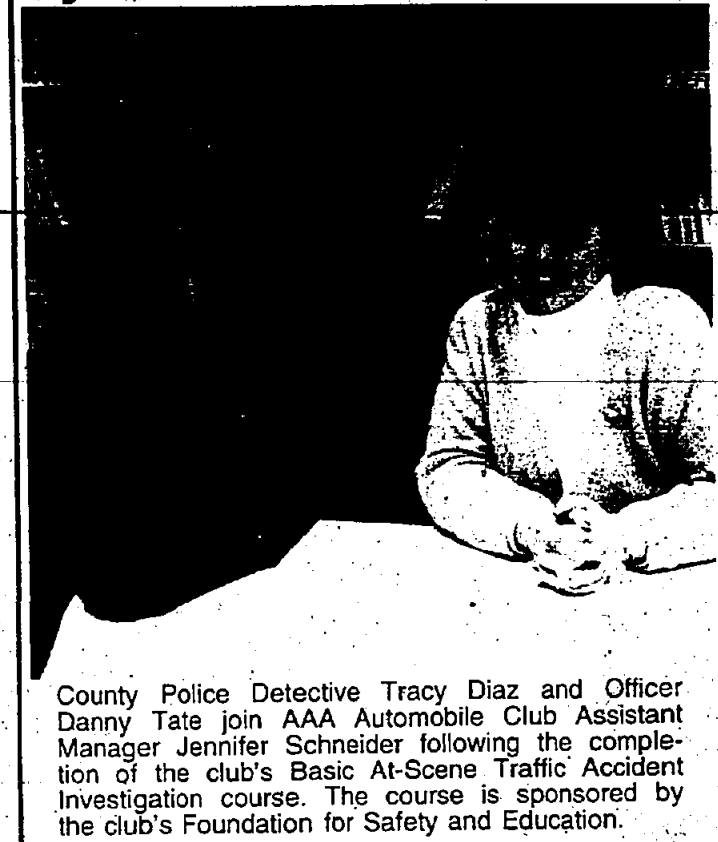 County Police Detective Tracy Diaz and Officer
Danny Tate join AAA Automobile Club Assistant
Manager Jennifer Schneider following the comple-
tion of the club's Basic At-Scene Traffic Accident
Investigation course. The course is sponsored by
the club's Foundation for Safety and Education.